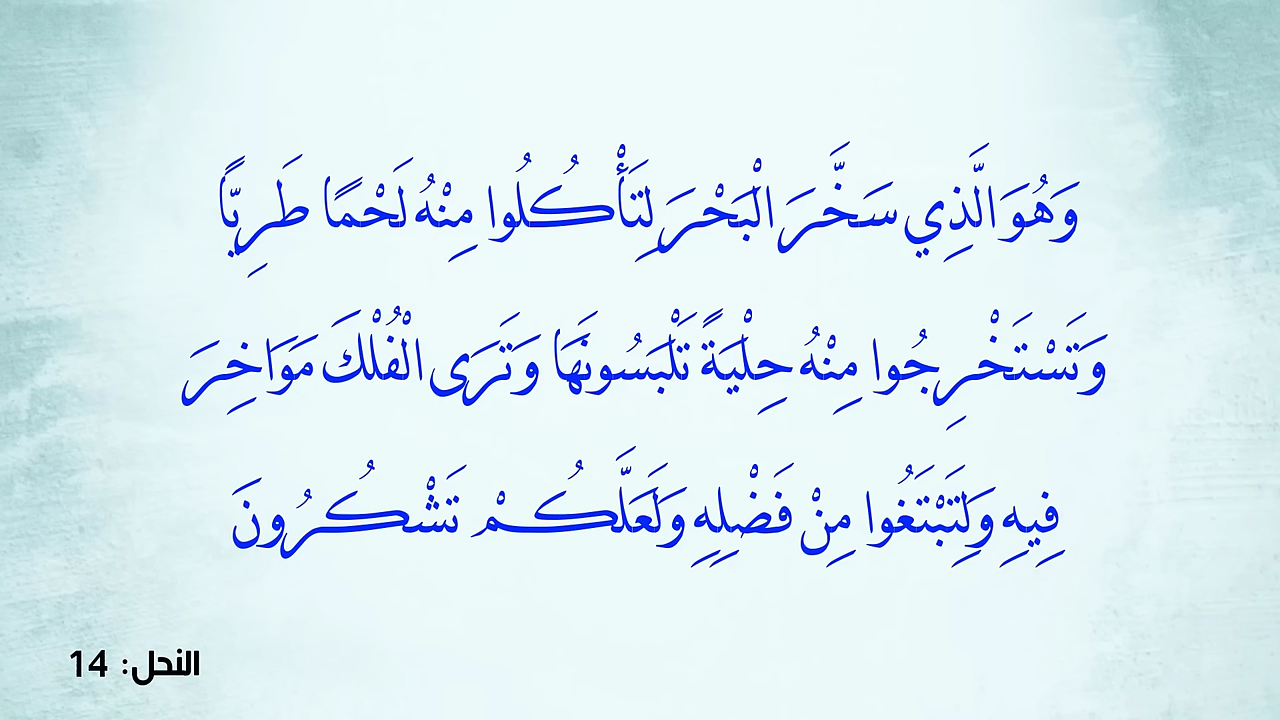 وَهُوَ الَّذِي سَخَّرَ الْبَحْرَ لِتَأْكُلُوا مِنْهُ لَحْمًا طَرِيًّا
وَتَسْتَخْرِجُوا مِنْهُ حِلْيَةً تَلْبَسُونَهَا وَتَرَى الْفُلْكَ مَوَاخِرَ
فِيهِ وَلِتَبْتَغُوا مِنْ فَضْلِهِ وَلَعَلَّكُمْ تَشْكُرُونَ
النحل: 14